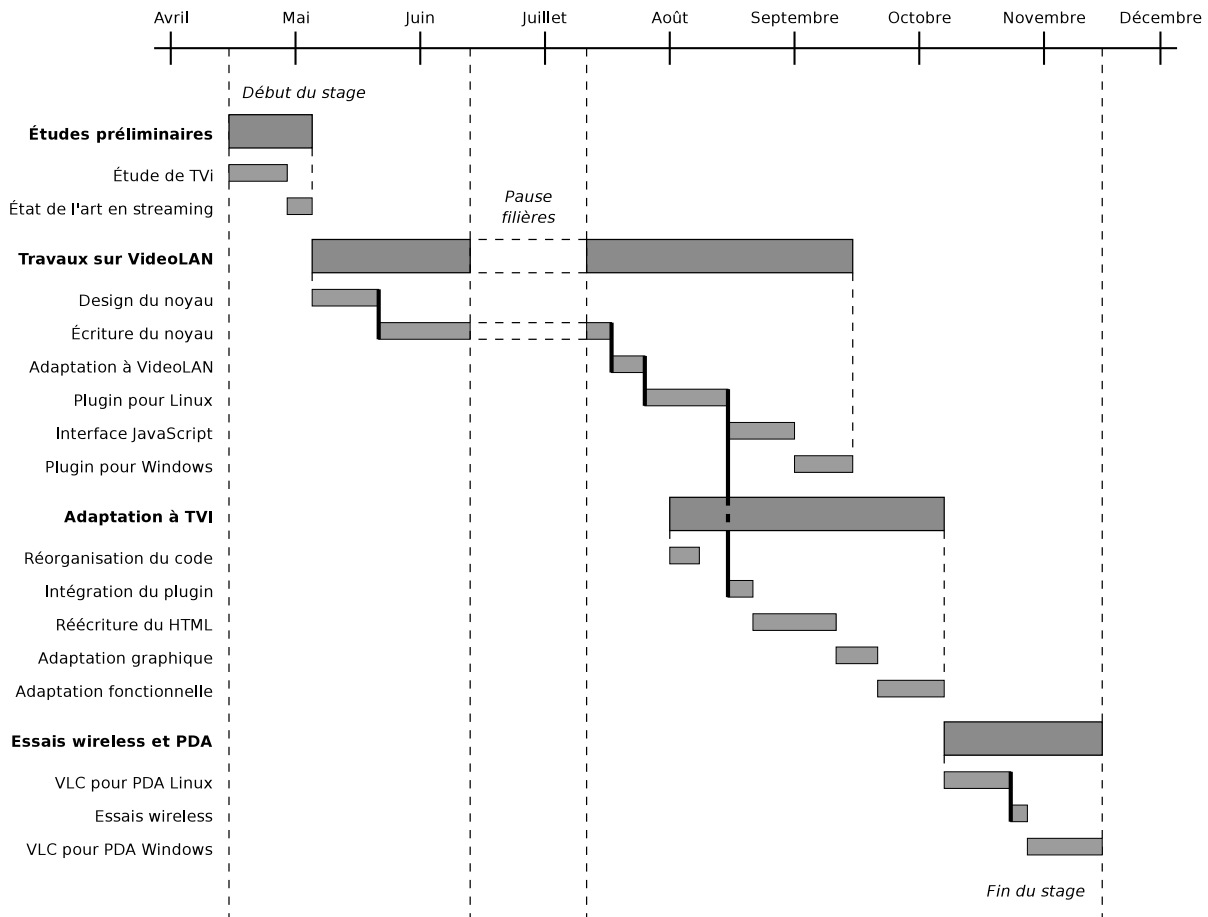 Avril Mai Juin Juillet Août Septembre Octobre Novembre Décembre
Début du stage
Études préliminaires
Étude de TVi
État de l'art en streaming
Pause
filières
Travaux sur VideoLAN
Design du noyau
Écriture du noyau
Adaptation à VideoLAN
Plugin pour Linux
Interface JavaScript
Plugin pour Windows
Adaptation à TVI
Réorganisation du code
Intégration du plugin
Réécriture du HTML
Adaptation graphique
Adaptation fonctionnelle
Essais wireless et PDA
VLC pour PDA Linux
Essais wireless
VLC pour PDA Windows
Fin du stage